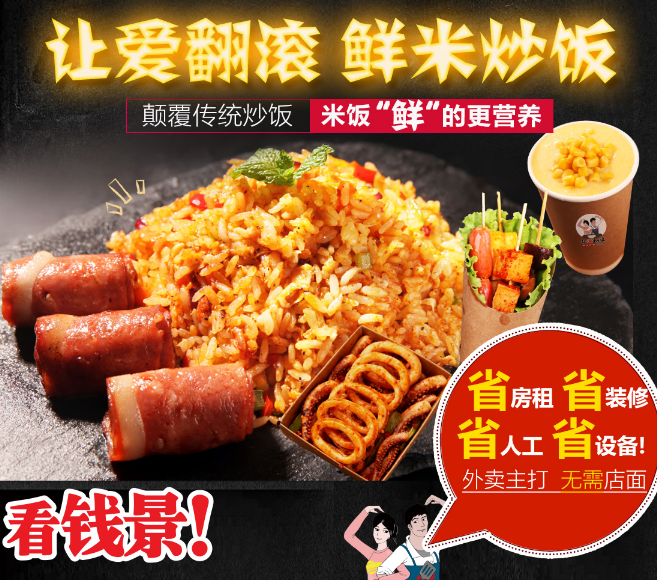 让爱翻滚 鲜米炒饭
颠覆传统炒饭 米饭“鲜“的更营养
省房租 省装修
省人工 省设备!
外卖主打 无需店面
看钱景!